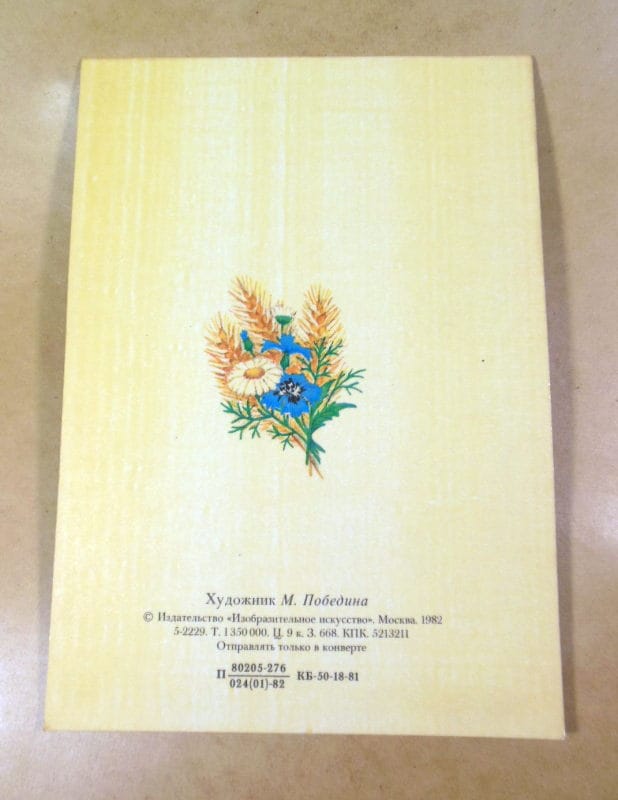 Художник М. Победина
© Издательство «Изобразительное искусство». Москва. 1982
5-2229. Т. 1 350 000. Ц. 9 к. З. 668. КПК. 5213211
Отправлять только в конверте
П 80205-276 КБ-50-18-81
024(01)-82